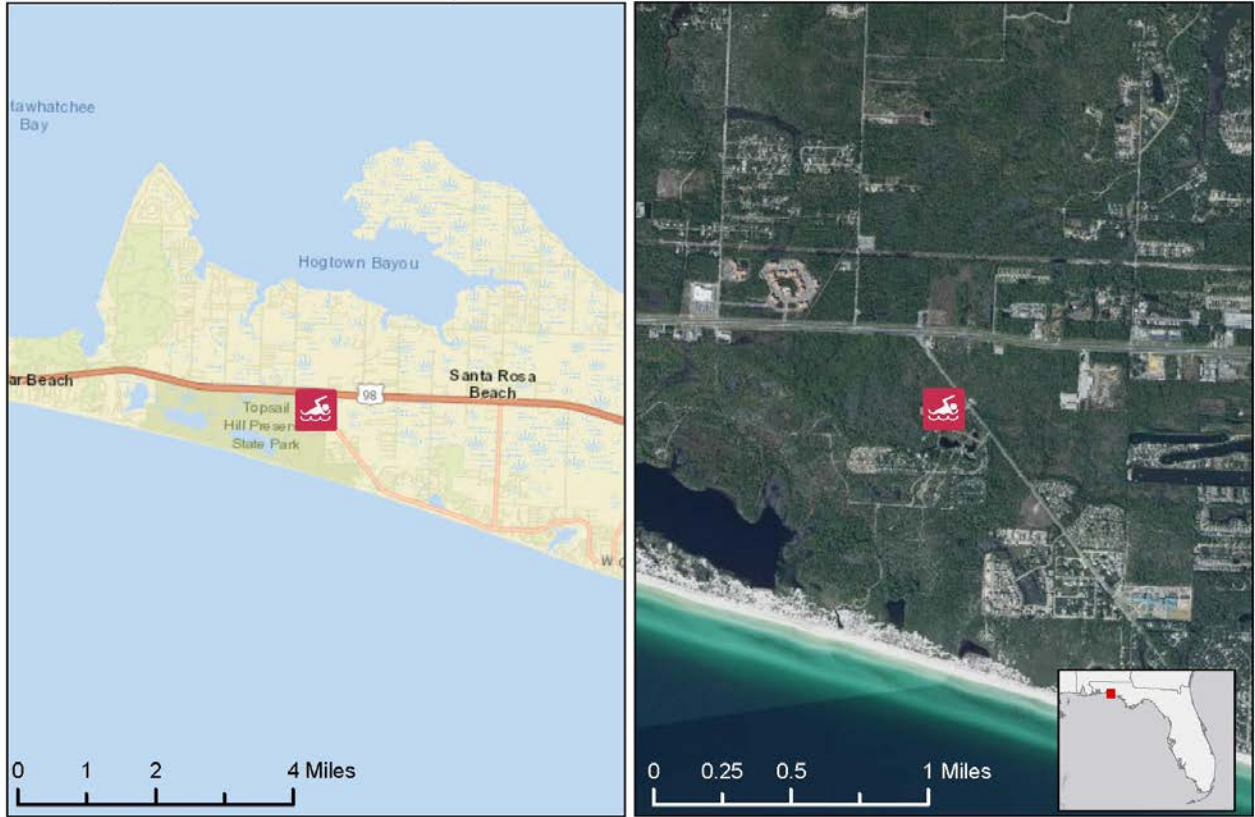 tawhatchee
Bay
Hogtown Bayou
ar Beach
98
Santa Rosa
Beach
Topsail
Hill Preser
State Park
W
0 1 2 4 Miles
0 0.25 0.5 1 Miles